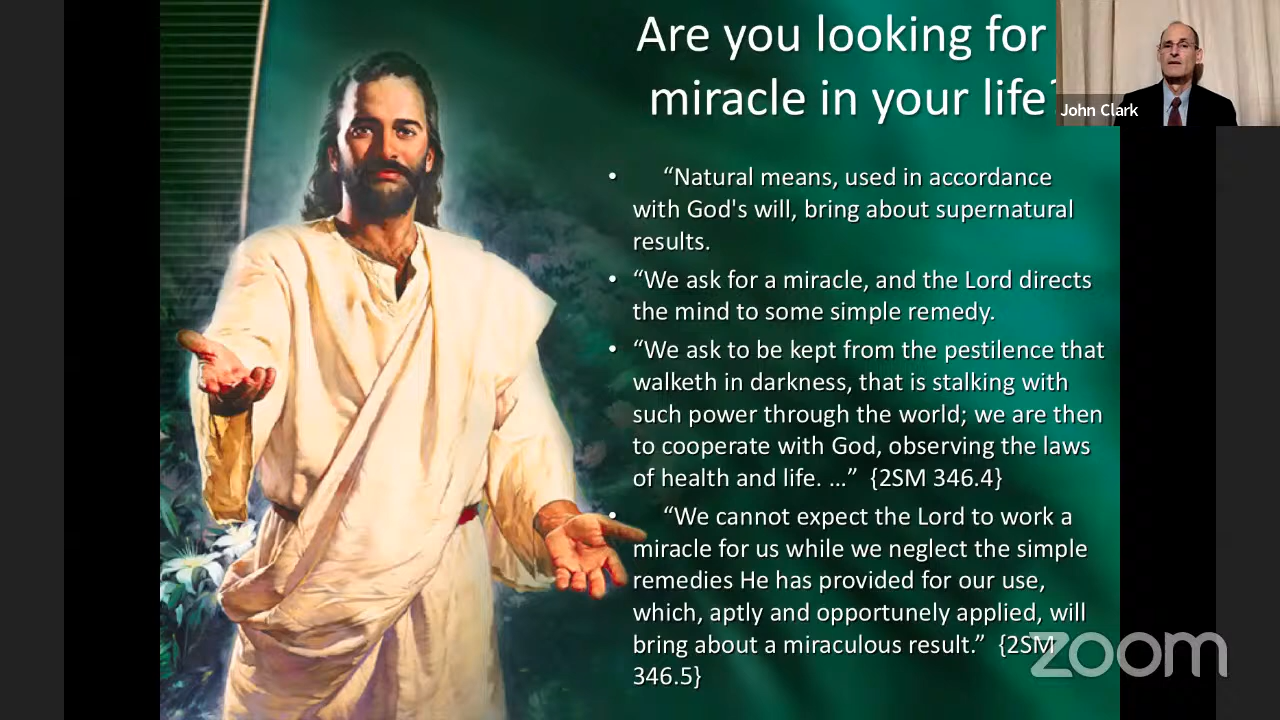 Are you looking for
miracle in your life?
John Clark
• “Natural means, used in accordance
with God's will, bring about supernatural
results.
• “We ask for a miracle, and the Lord directs
the mind to some simple remedy.
• “We ask to be kept from the pestilence that
walketh in darkness, that is stalking with
such power through the world; we are then
to cooperate with God, observing the laws
of health and life. …” {2SM 346.4}
• “We cannot expect the Lord to work a
miracle for us while we neglect the simple
remedies He has provided for our use,
which, aptly and opportunely applied, will
bring about a miraculous result.” {2SM
346.5}
zoom